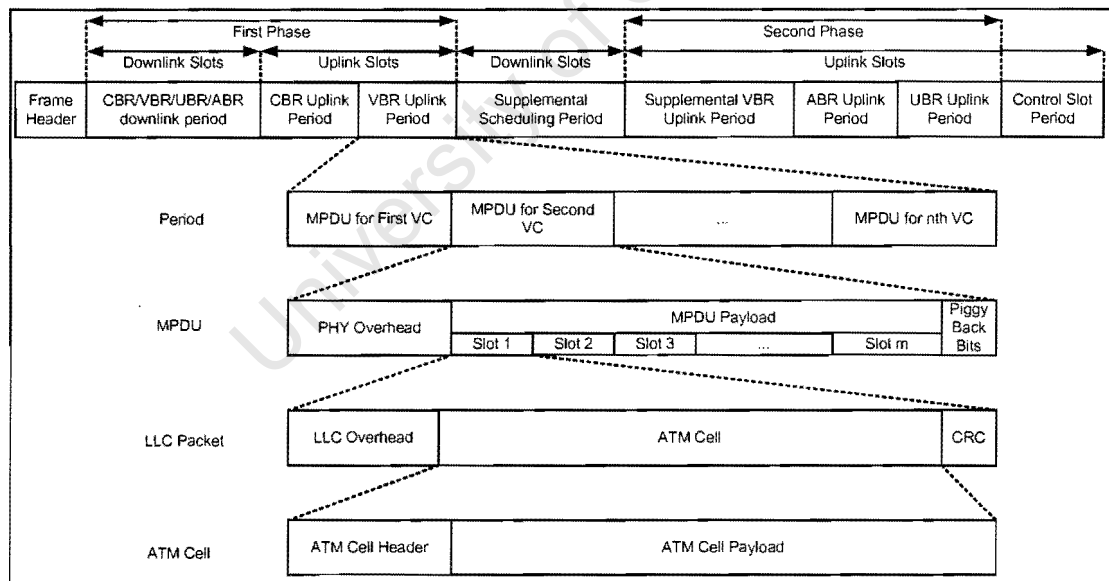 First Phase
Second Phase
Downlink Slots
Uplink Slots
Downlink Slots
Uplink Slots
Frame
Header
CBR/VBR/UBR/ABR
downlink period
CBR Uplink
Period
VBR Uplink
Period
Supplemental
Scheduling Period
Supplemental VBR
Uplink Period
ABR Uplink
Period
UBR Uplink
Period
Control Slot
Period
Period
MPDU for First VC
MPDU for Second
VC
...
MPDU for nth VC
MPDU
PHY Overhead
MPDU Payload
Slot 1
Slot 2
Slot 3
...
Slot m
Piggy
Back
Bits
LLC Packet
LLC Overhead
ATM Cell
CRC
ATM Cell
ATM Cell Header
ATM Cell Payload
University of